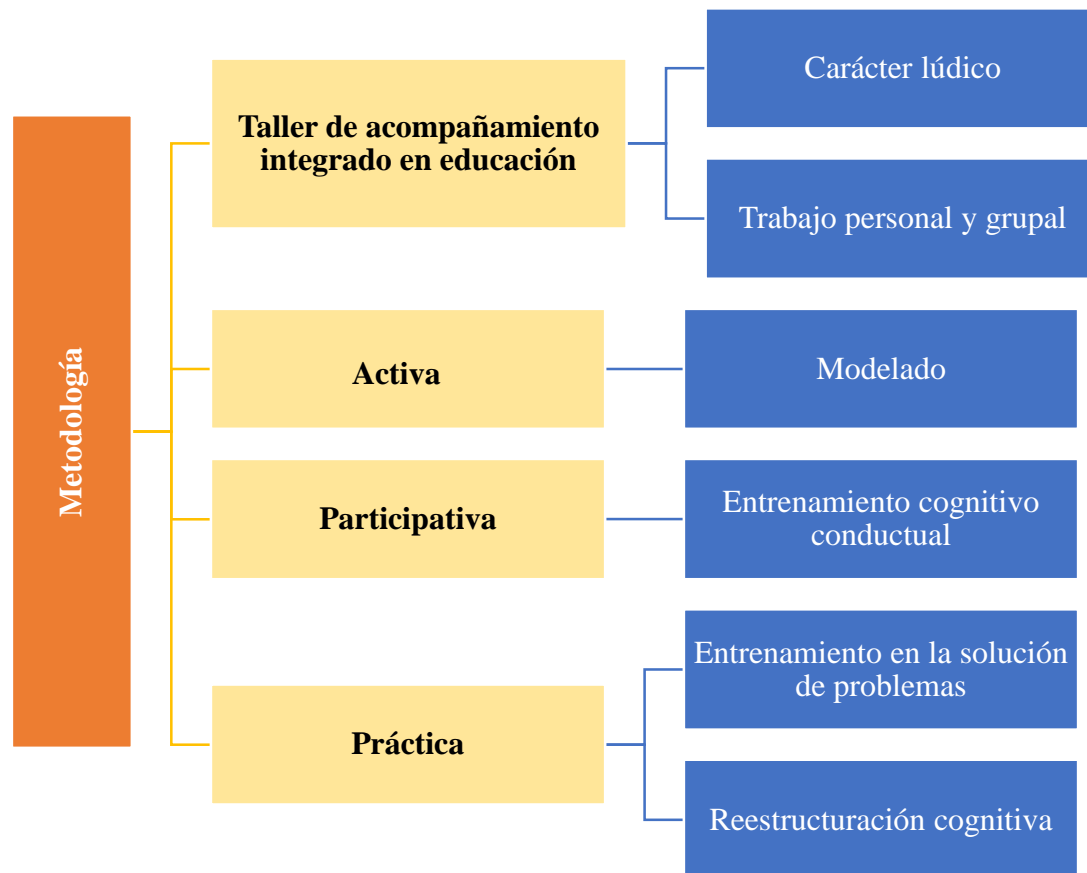 Metodología
Taller de acompañamiento
integrado en educación
Carácter lúdico
Trabajo personal y grupal
Activa
Modelado
Participativa
Entrenamiento cognitivo
conductual
Práctica
Entrenamiento en la solución
de problemas
Reestructuración cognitiva